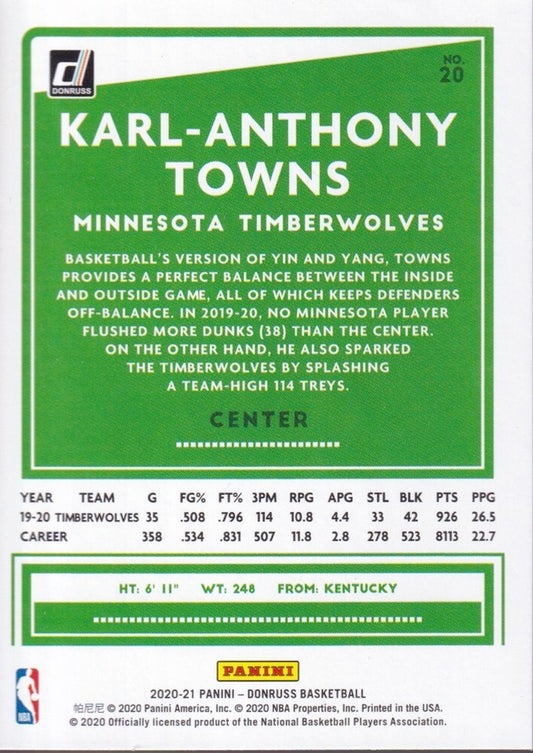 DONRUSS
NO.
20
KARL-ANTHONY
TOWNS
MINNESOTA TIMBERWOLVES
BASKETBALL'S VERSION OF YIN AND YANG, TOWNS
PROVIDES A PERFECT BALANCE BETWEEN THE INSIDE
AND OUTSIDE GAME, ALL OF WHICH KEEPS DEFENDERS
OFF-BALANCE. IN 2019-20, NO MINNESOTA PLAYER
FLUSHED MORE DUNKS (38) THAN THE CENTER.
ON THE OTHER HAND, HE ALSO SPARKED
THE TIMBERWOLVES BY SPLASHING
A TEAM-HIGH 114 TREYS.
CENTER
YEAR TEAM G FG% FT% 3PM RPG APG STL BLK PTS PPG
19-20 TIMBERWOLVES 35 .508 .796 114 10.8 4.4 33 42 926 26.5
CAREER 358 .534 .831 507 11.8 2.8 278 523 8113 22.7
HT: 6' 11" WT: 248 FROM: KENTUCKY
PANINI
2020-21 PANINI – DONRUSS BASKETBALL
帕尼尼 © 2020 Panini America, Inc. © 2020 NBA Properties, Inc. Printed in the USA.
© 2020 Officially licensed product of the National Basketball Players Association.
NBA